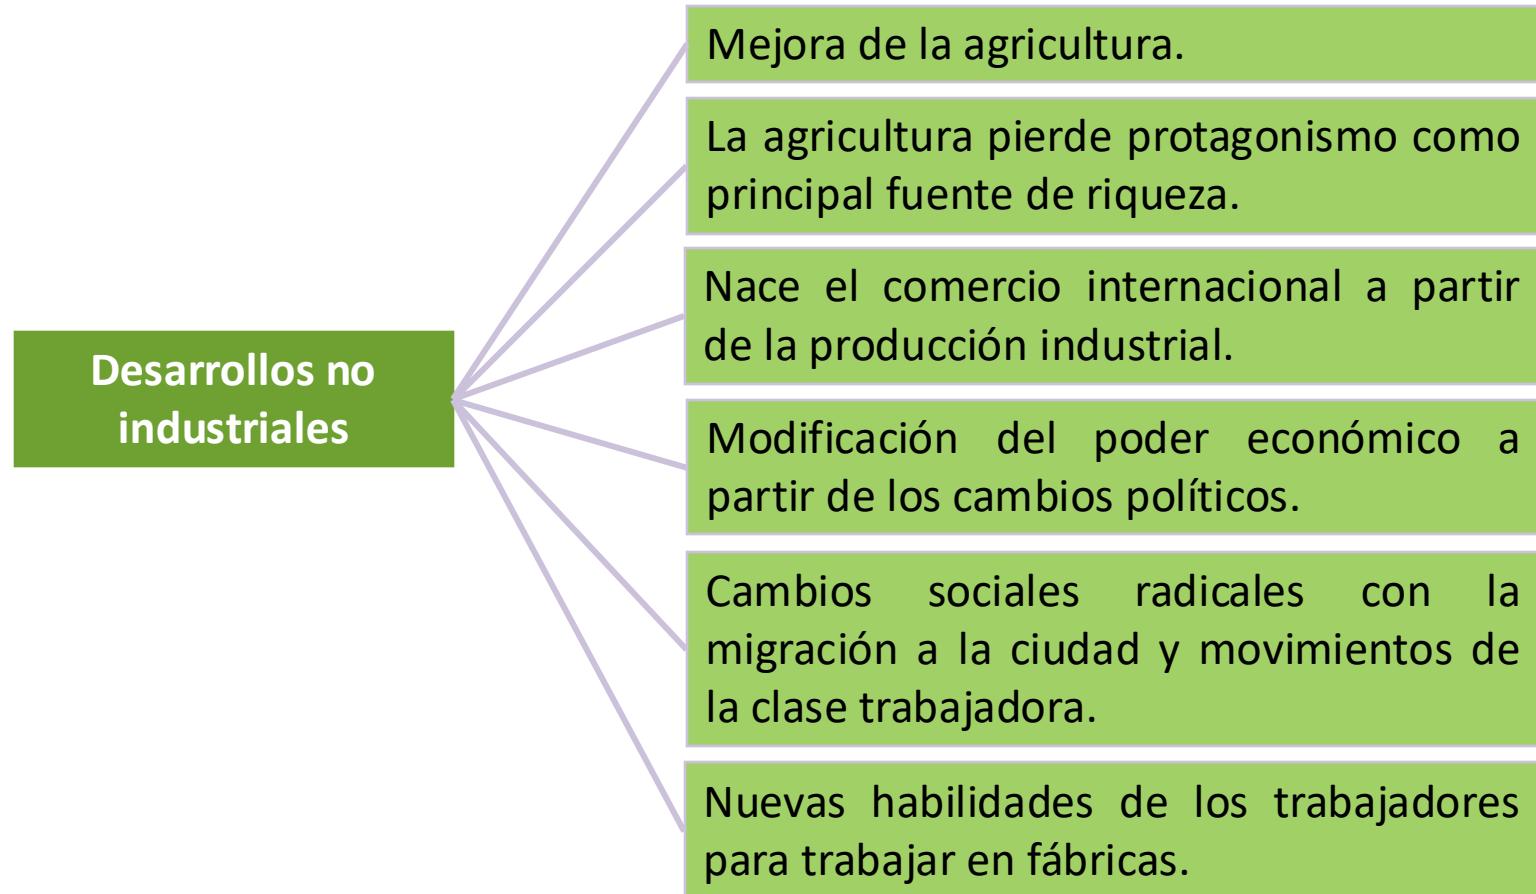 Desarrollos no
industriales
Mejora de la agricultura.
La agricultura pierde protagonismo como
principal fuente de riqueza.
Nace el comercio internacional a partir
de la producción industrial.
Modificación del poder económico a
partir de los cambios políticos.
Cambios sociales radicales con la
migración a la ciudad y movimientos de
la clase trabajadora.
Nuevas habilidades de los trabajadores
para trabajar en fábricas.